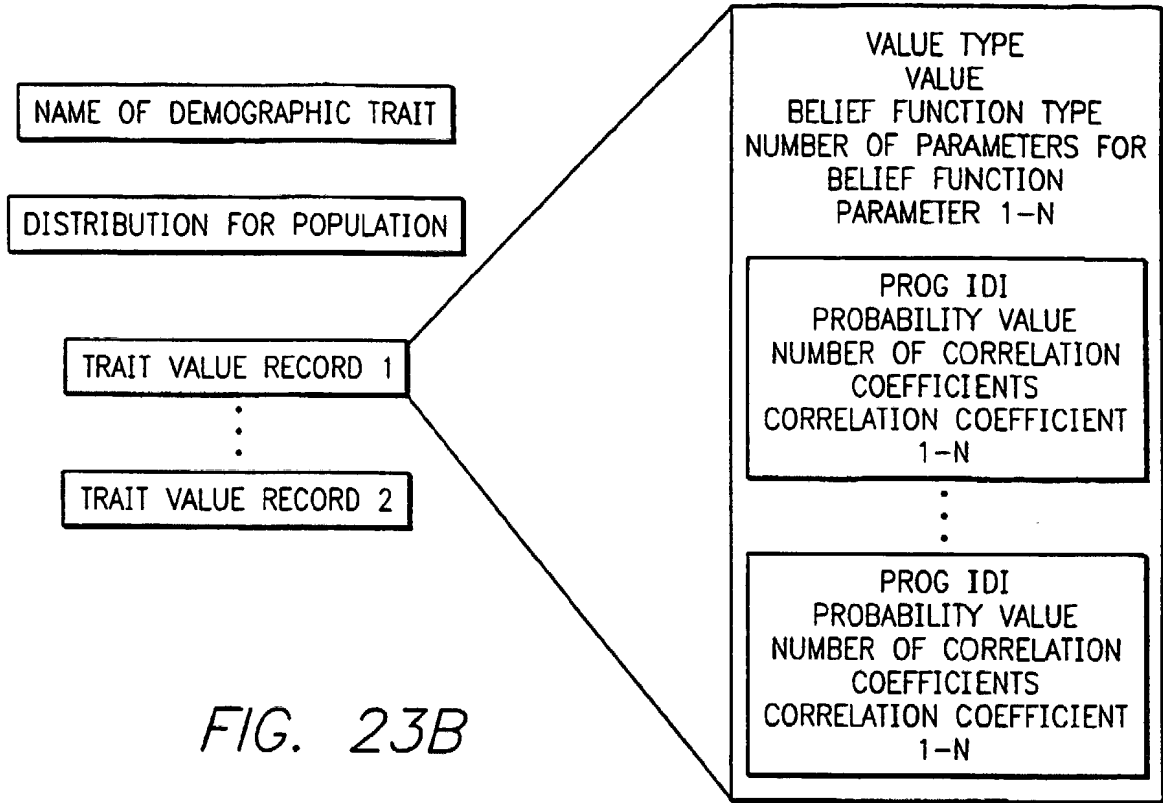 NAME OF DEMOGRAPHIC TRAIT
DISTRIBUTION FOR POPULATION
TRAIT VALUE RECORD 1
TRAIT VALUE RECORD 2
VALUE TYPE
VALUE
BELIEF FUNCTION TYPE
NUMBER OF PARAMETERS FOR
BELIEF FUNCTION
PARAMETER 1-N
PROG IDI
PROBABILITY VALUE
NUMBER OF CORRELATION
COEFFICIENTS
CORRELATION COEFFICIENT
1-N
PROG IDI
PROBABILITY VALUE
NUMBER OF CORRELATION
COEFFICIENTS
CORRELATION COEFFICIENT
1-N
FIG. 23B